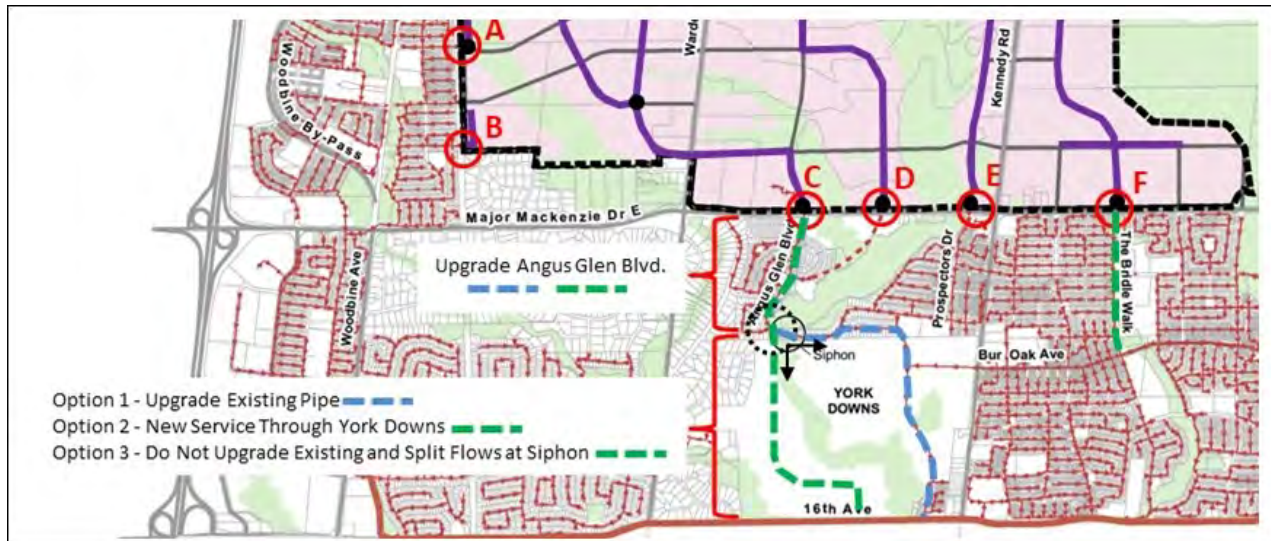 A
Woodbine By-Pass
Warde
Kennedy Rd
B
C
D
E
F
Major Mackenzie Dr E
Angus Glen Blvd
Prospectors Dr
The Bridle Walk
Woodbine Ave
Upgrade Angus Glen Blvd.
Siphon
Bur Oak Ave
YORK
DOWNS
Option 1 - Upgrade Existing Pipe
Option 2 - New Service Through York Downs
Option 3 - Do Not Upgrade Existing and Split Flows at Siphon
16th Ave